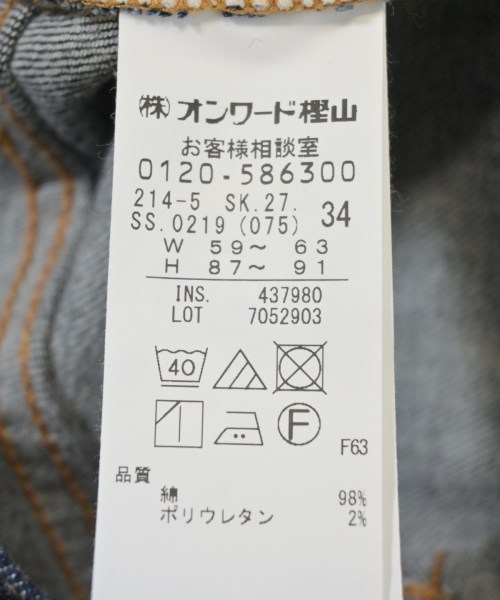 (株)オンワード樫山
お客様相談室
0120-586300
214-5 SK.27. 34
SS.0219 (075)
W 59～ 63
H 87～ 91
INS. 437980
LOT 7052903
40
F
F63
品質
綿 98%
ポリウレタン 2%